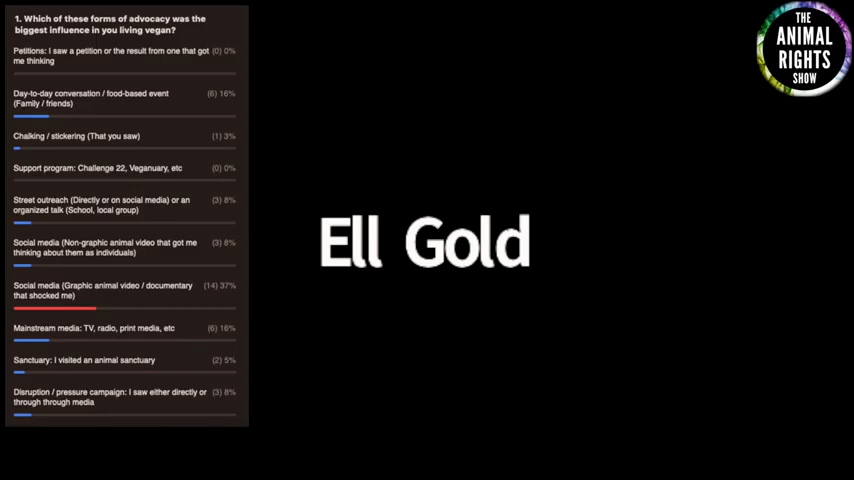 1. Which of these forms of advocacy was the
biggest influence in you living vegan?
Petitions: I saw a petition or the result from one that got (0) 0%
me thinking
Day-to-day conversation / food-based event (6) 16%
(Family / friends)
Chalking / stickering (That you saw) (1) 3%
Support program: Challenge 22, Veganuary, etc (0) 0%
Street outreach (Directly or on social media) or an (3) 8%
organized talk (School, local group)
Social media (Non-graphic animal video that got me (3) 8%
thinking about them as individuals)
Social media (Graphic animal video / documentary (14) 37%
that shocked me)
Mainstream media: TV, radio, print media, etc (6) 16%
Sanctuary: I visited an animal sanctuary (2) 5%
Disruption / pressure campaign: I saw either directly or (3) 8%
through through media
Ell Gold
THE
ANIMAL
RIGHTS
SHOW